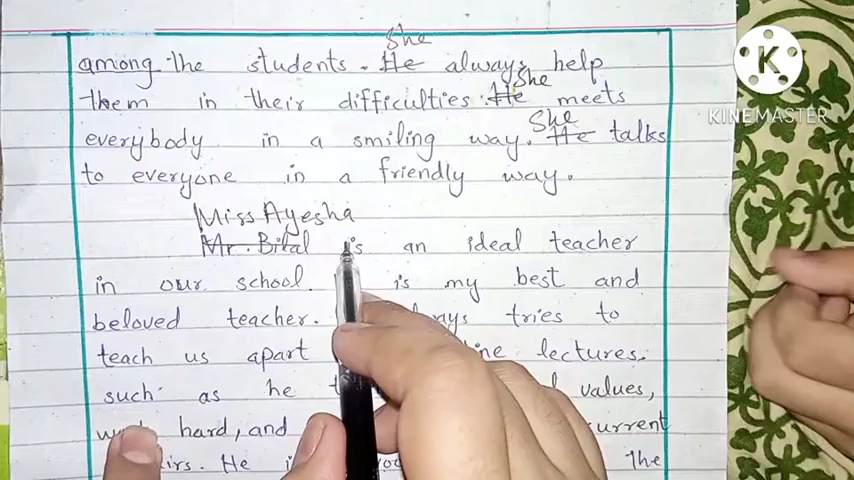 She
among the students. He always help
She
them in their difficulties. He meets
She
everybody in a smiling way. He talks
to everyone in a friendly way.
Miss Ayesha
Mr. Bilal is an ideal teacher
in our school. is my best and
beloved teacher. tries to
teach us apart lectures.
such as he values,
hard, and current
He The
K
KINEMASTER